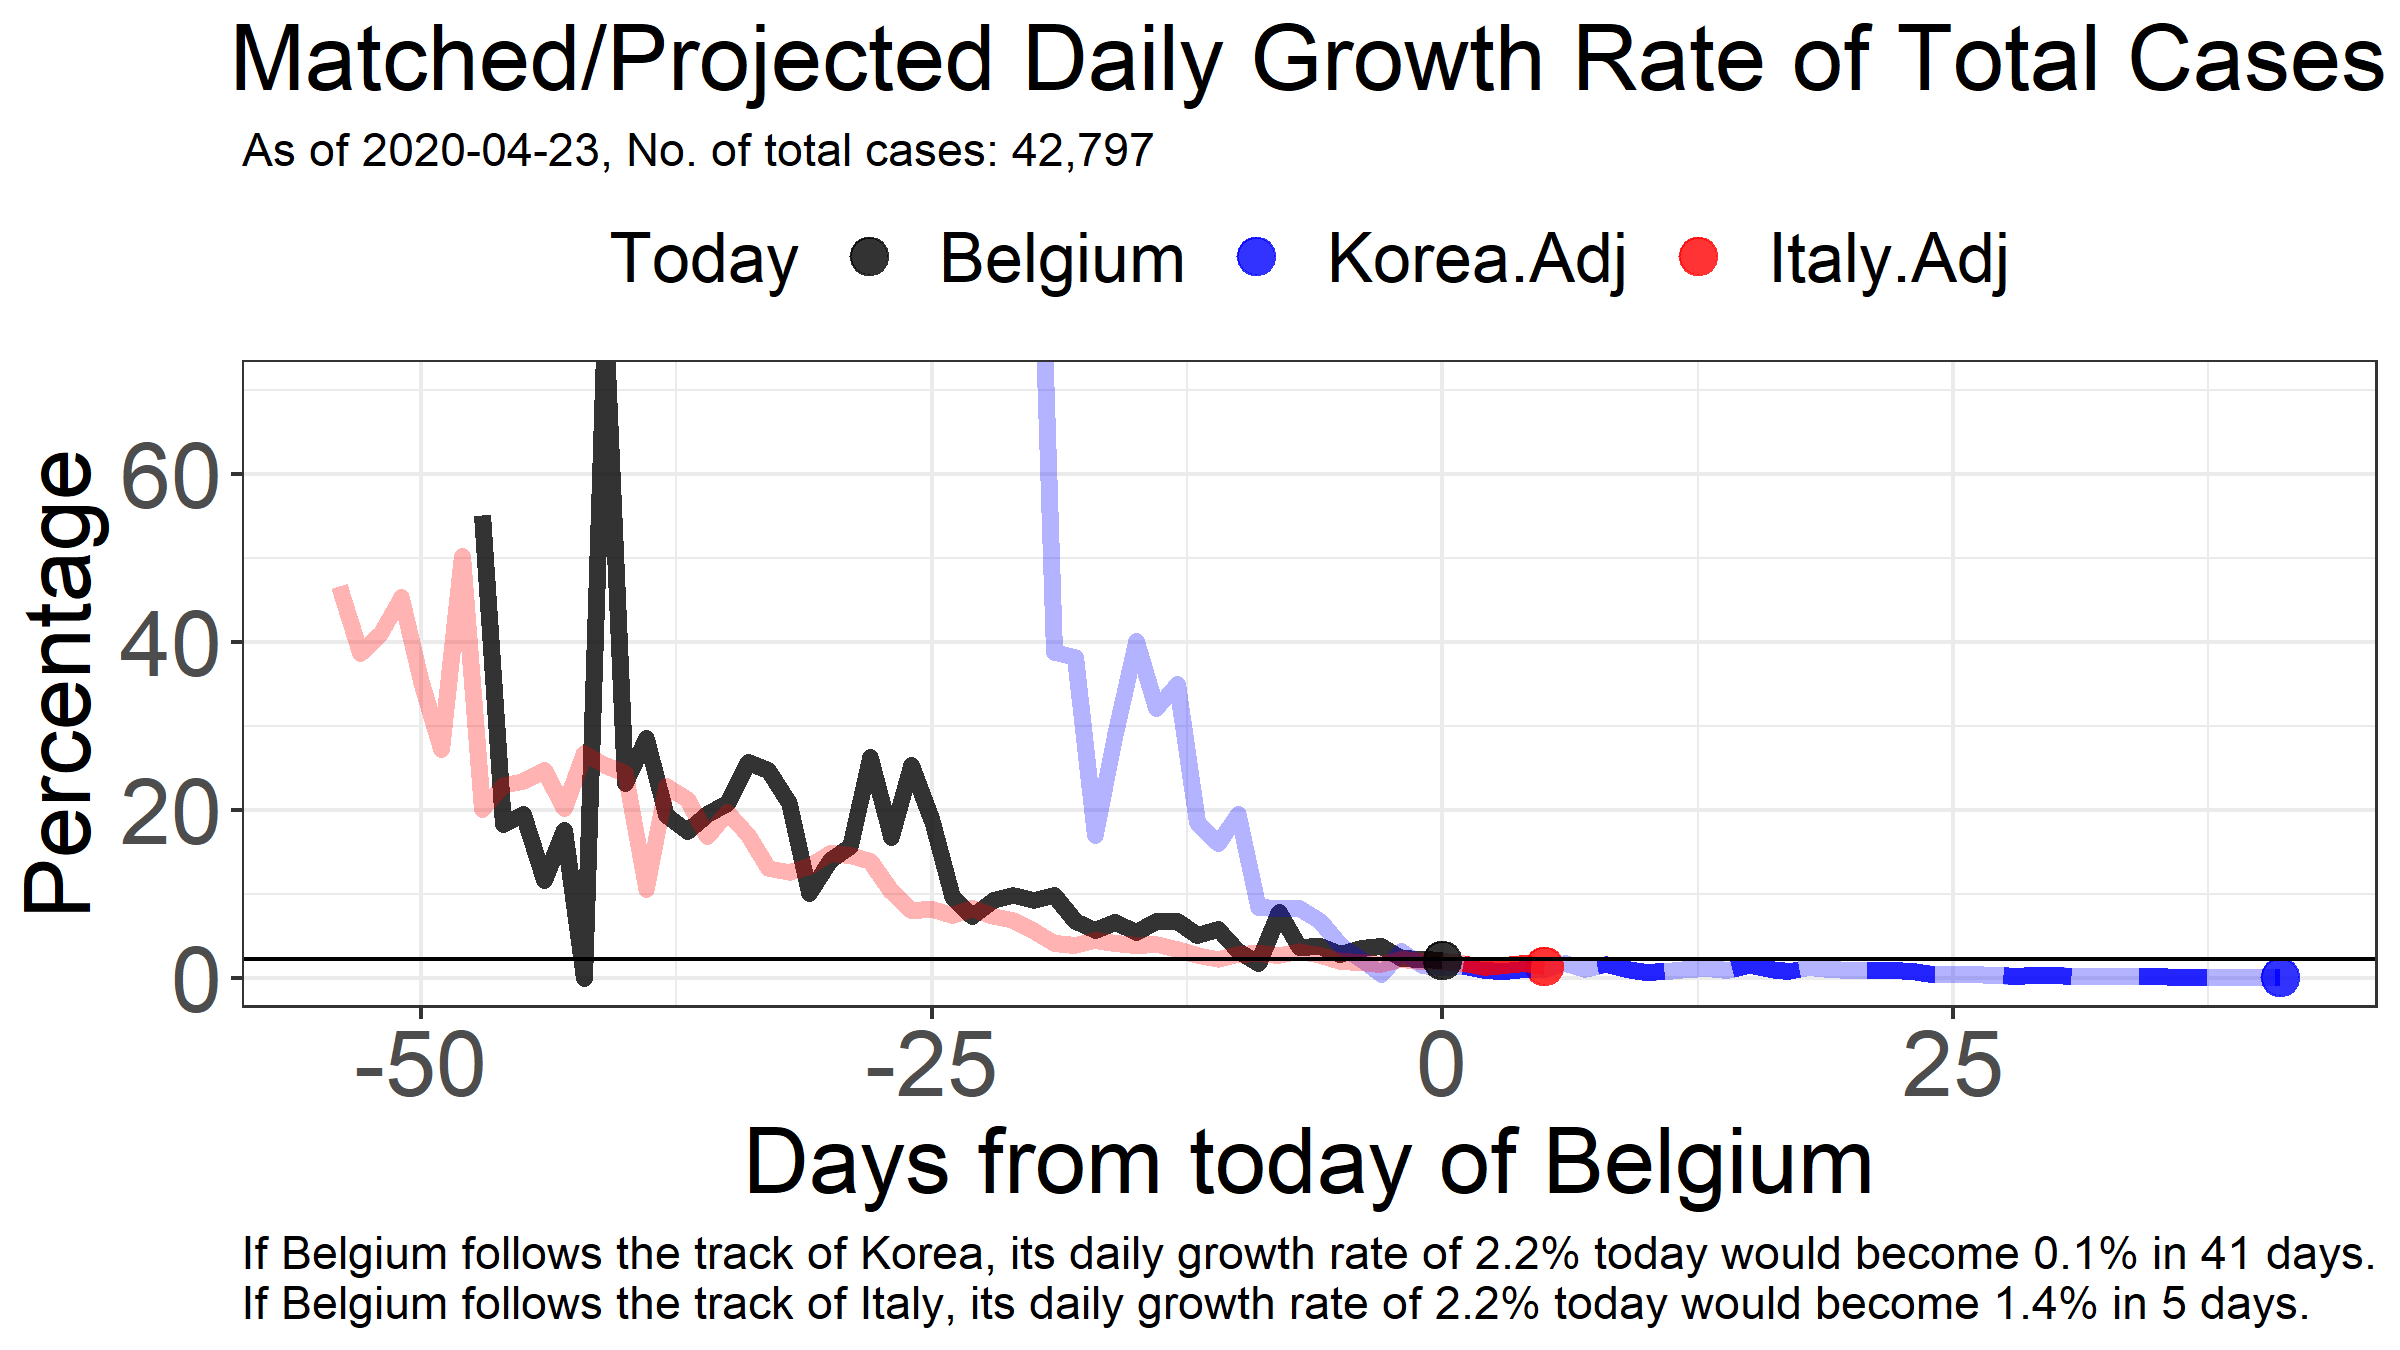 Matched/Projected Daily Growth Rate of Total Cases
As of 2020-04-23, No. of total cases: 42,797
Today Belgium Korea.Adj Italy.Adj
Percentage
60
40
20
0
-50 -25 0 25
Days from today of Belgium
If Belgium follows the track of Korea, its daily growth rate of 2.2% today would become 0.1% in 41 days.
If Belgium follows the track of Italy, its daily growth rate of 2.2% today would become 1.4% in 5 days.